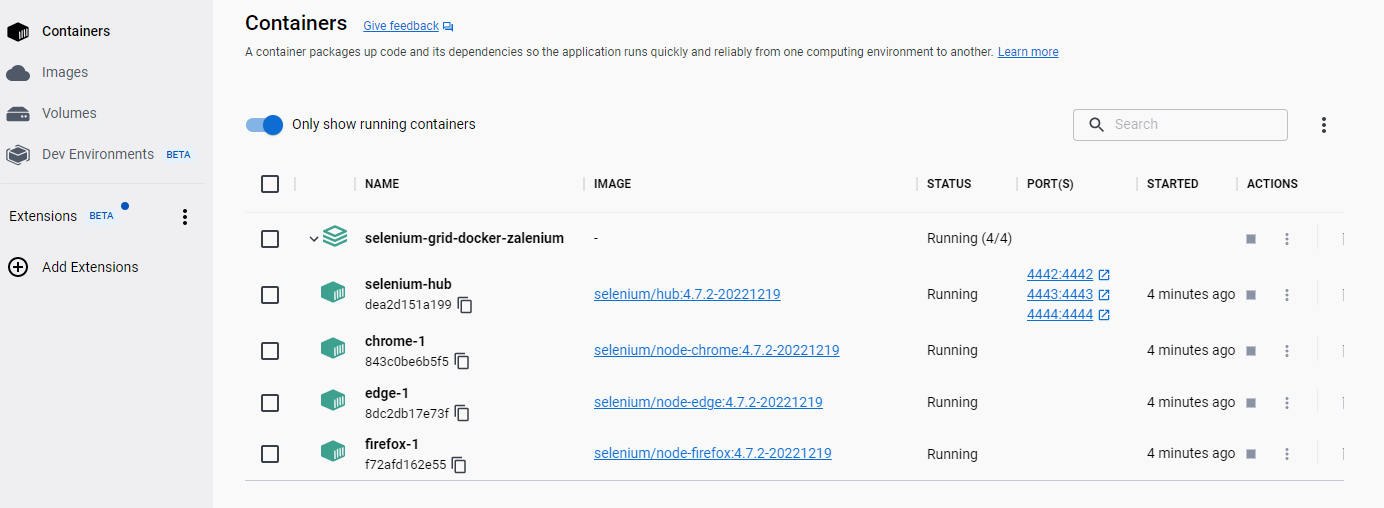 Containers
Images
Volumes
Dev Environments BETA
Extensions BETA
Add Extensions
Containers Give feedback
A container packages up code and its dependencies so the application runs quickly and reliably from one computing environment to another. Learn more
Only show running containers
Search
NAME IMAGE STATUS PORT(S) STARTED ACTIONS
selenium-grid-docker-zalenium - Running (4/4)
selenium-hub
dea2d151a199
selenium/hub:4.7.2-20221219 Running
4442:4442
4443:4443
4444:4444
4 minutes ago
chrome-1
843c0be6b5f5
selenium/node-chrome:4.7.2-20221219 Running 4 minutes ago
edge-1
8dc2db17e73f
selenium/node-edge:4.7.2-20221219 Running 4 minutes ago
firefox-1
f72afd162e55
selenium/node-firefox:4.7.2-20221219 Running 4 minutes ago